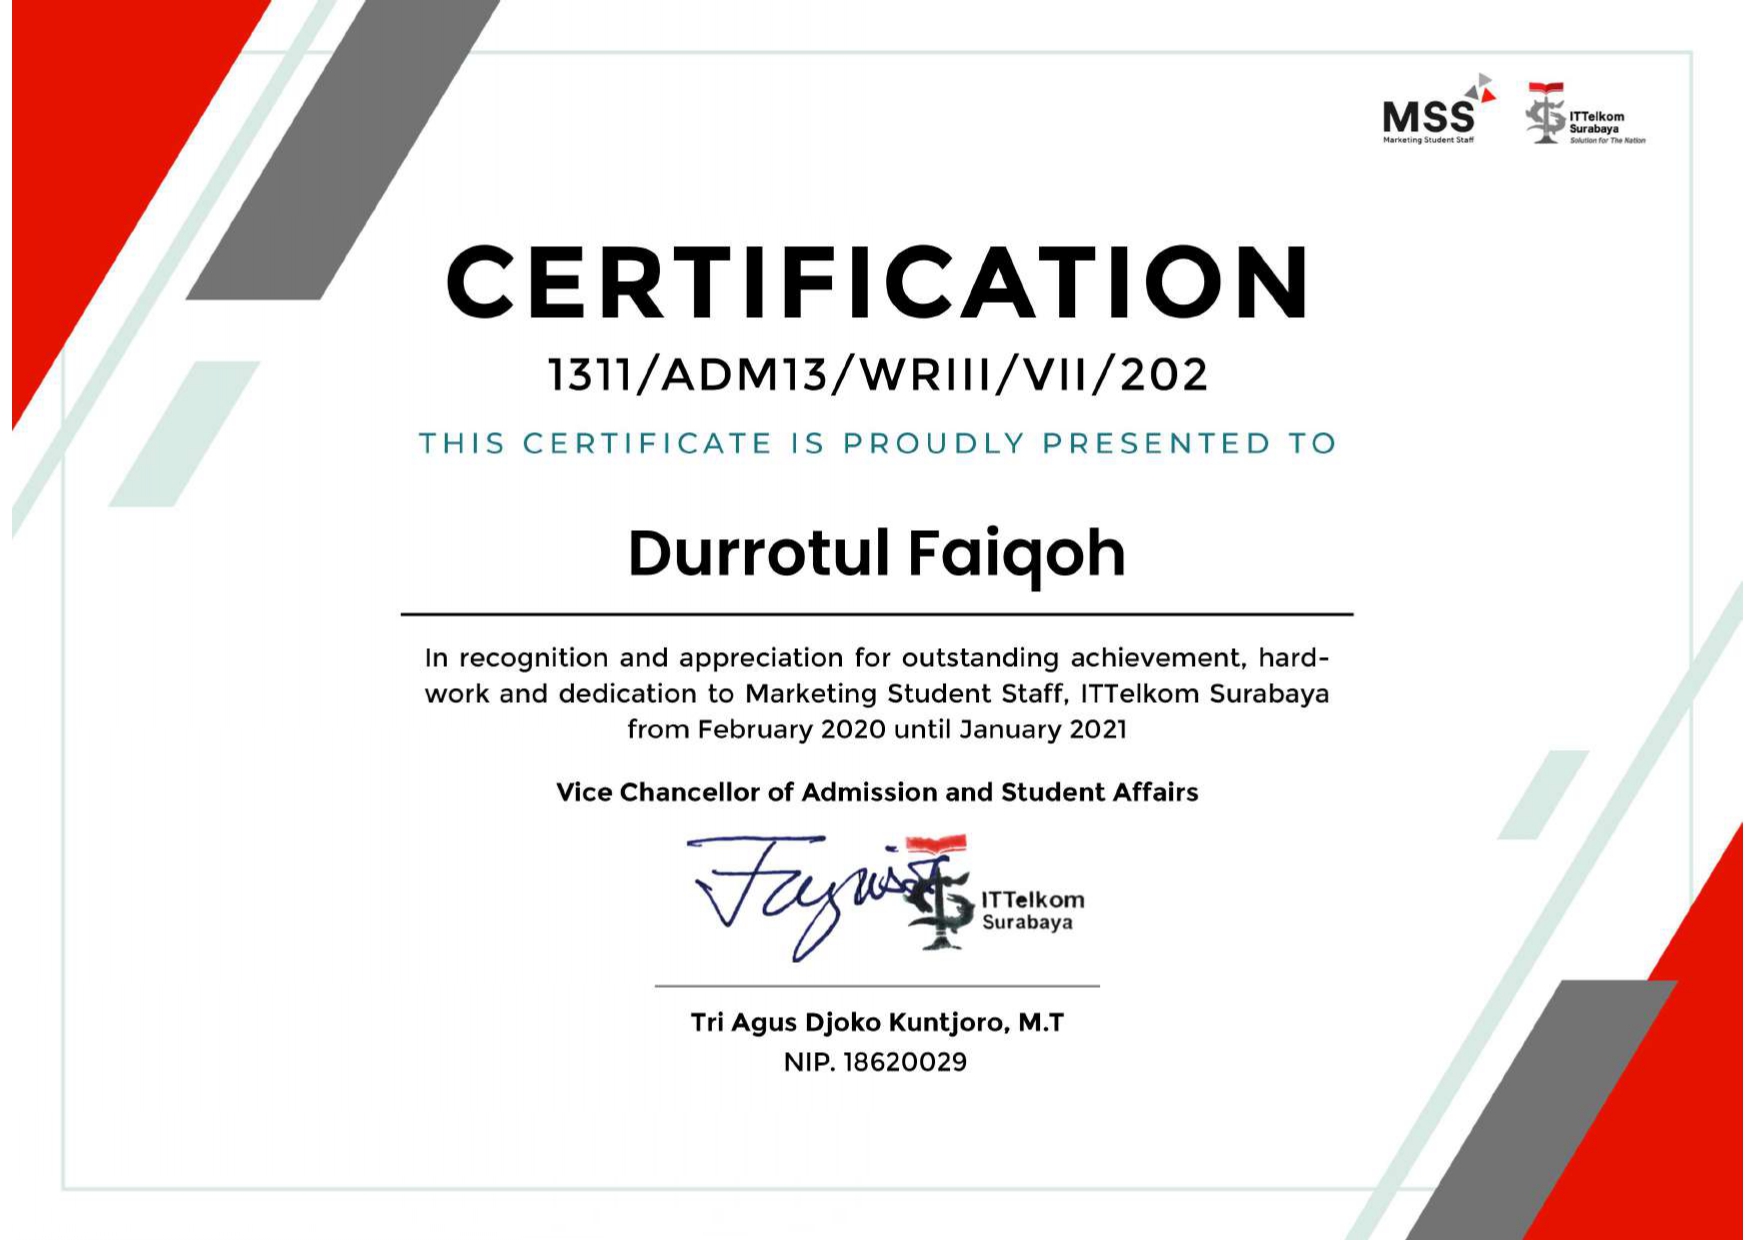 MSS
Marketing Student Staff
ITTelkom
Surabaya
Solution for The Nation
CERTIFICATION
1311/ADM13/WRIII/VII/202
THIS CERTIFICATE IS PROUDLY PRESENTED TO
Durrotul Faiqoh
In recognition and appreciation for outstanding achievement, hard-
work and dedication to Marketing Student Staff, ITTelkom Surabaya
from February 2020 until January 2021
Vice Chancellor of Admission and Student Affairs
ITTelkom
Surabaya
Tri Agus Djoko Kuntjoro, M.T
NIP. 18620029